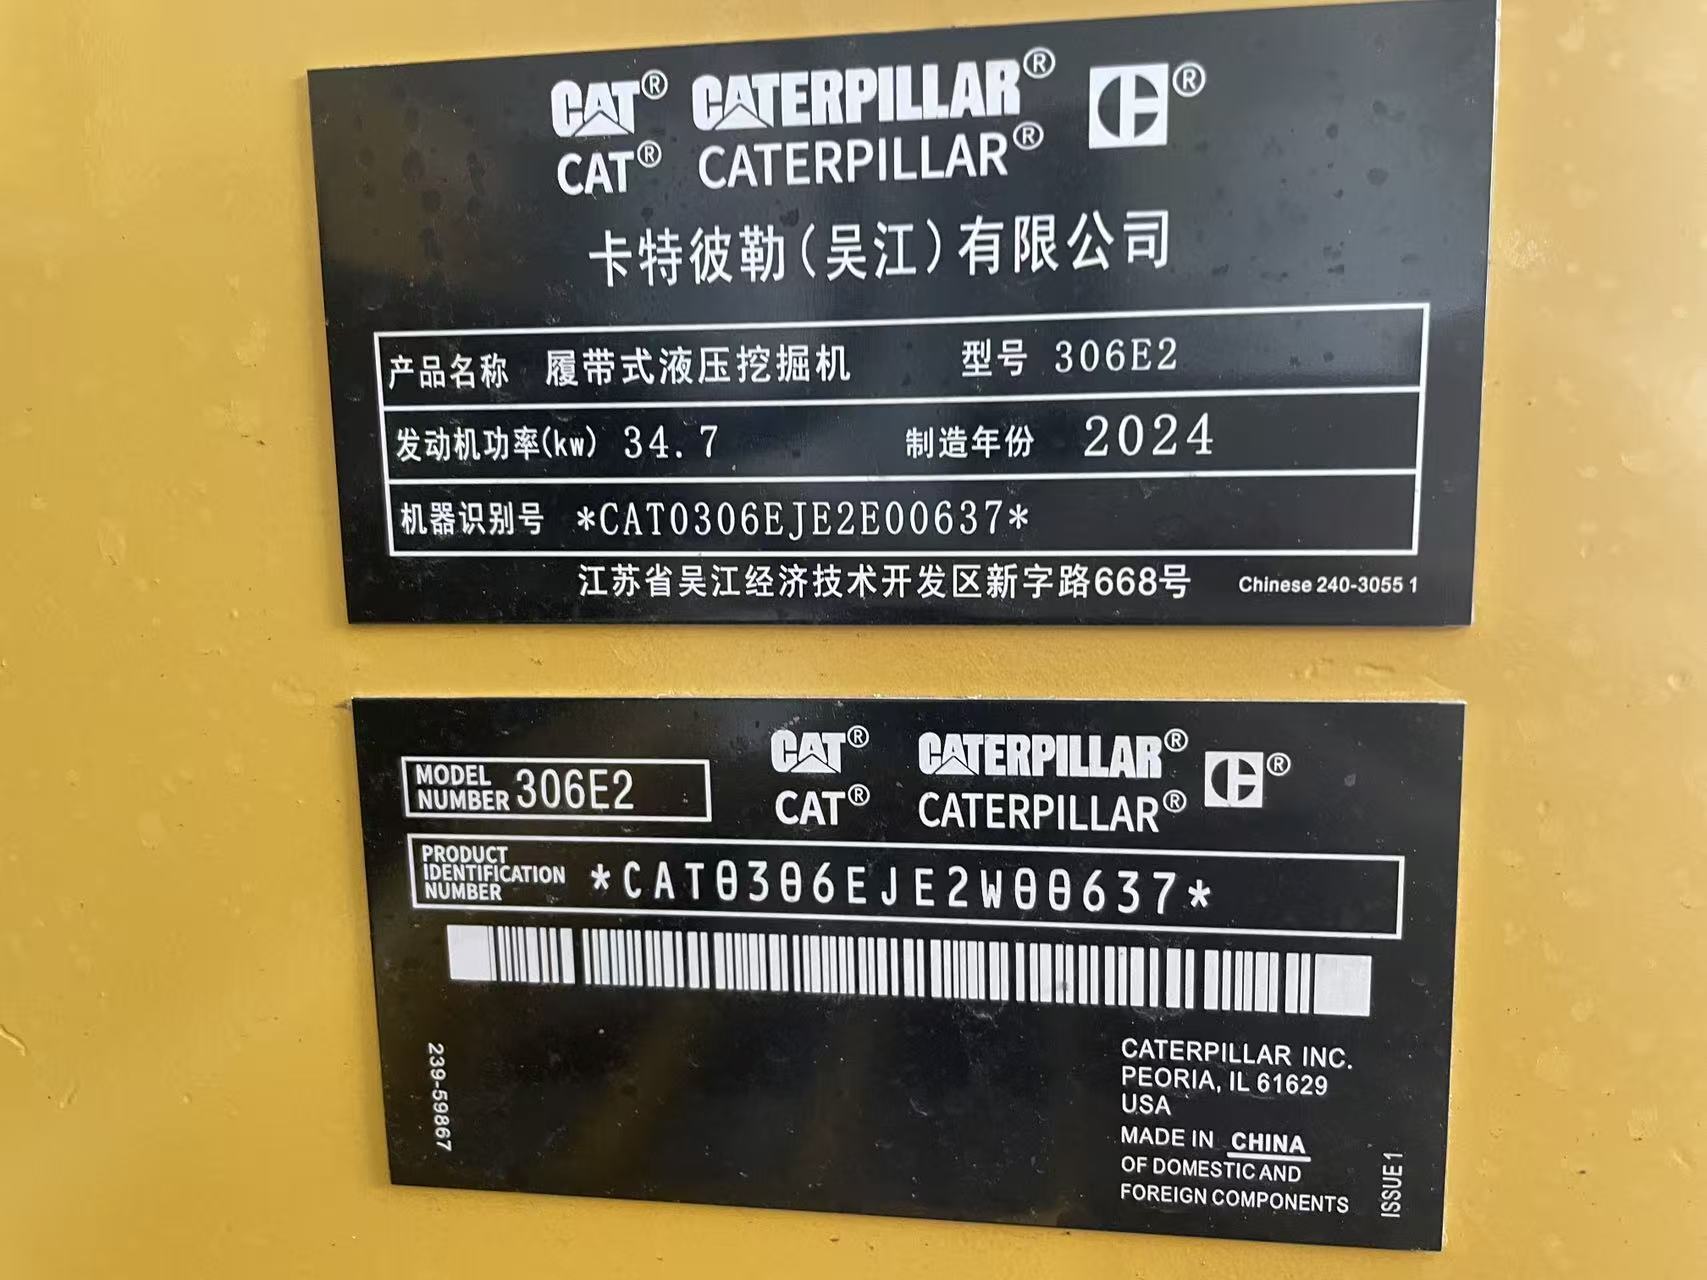 CAT® CATERPILLAR® C®
CAT® CATERPILLAR®
卡特彼勒(吴江)有限公司
产品名称 履带式液压挖掘机 型号 306E2
发动机功率(kw) 34.7 制造年份 2024
机器识别号 *CAT0306EJE2E00637*
江苏省吴江经济技术开发区新字路668号 Chinese 240-3055 1
MODEL NUMBER 306E2
CAT® CATERPILLAR® C®
CAT® CATERPILLAR®
PRODUCT
IDENTIFICATION
NUMBER *CAT0306EJE2W00637*
239-59867
CATERPILLAR INC.
PEORIA, IL 61629
USA
MADE IN CHINA
OF DOMESTIC AND
FOREIGN COMPONENTS
ISSUE 1